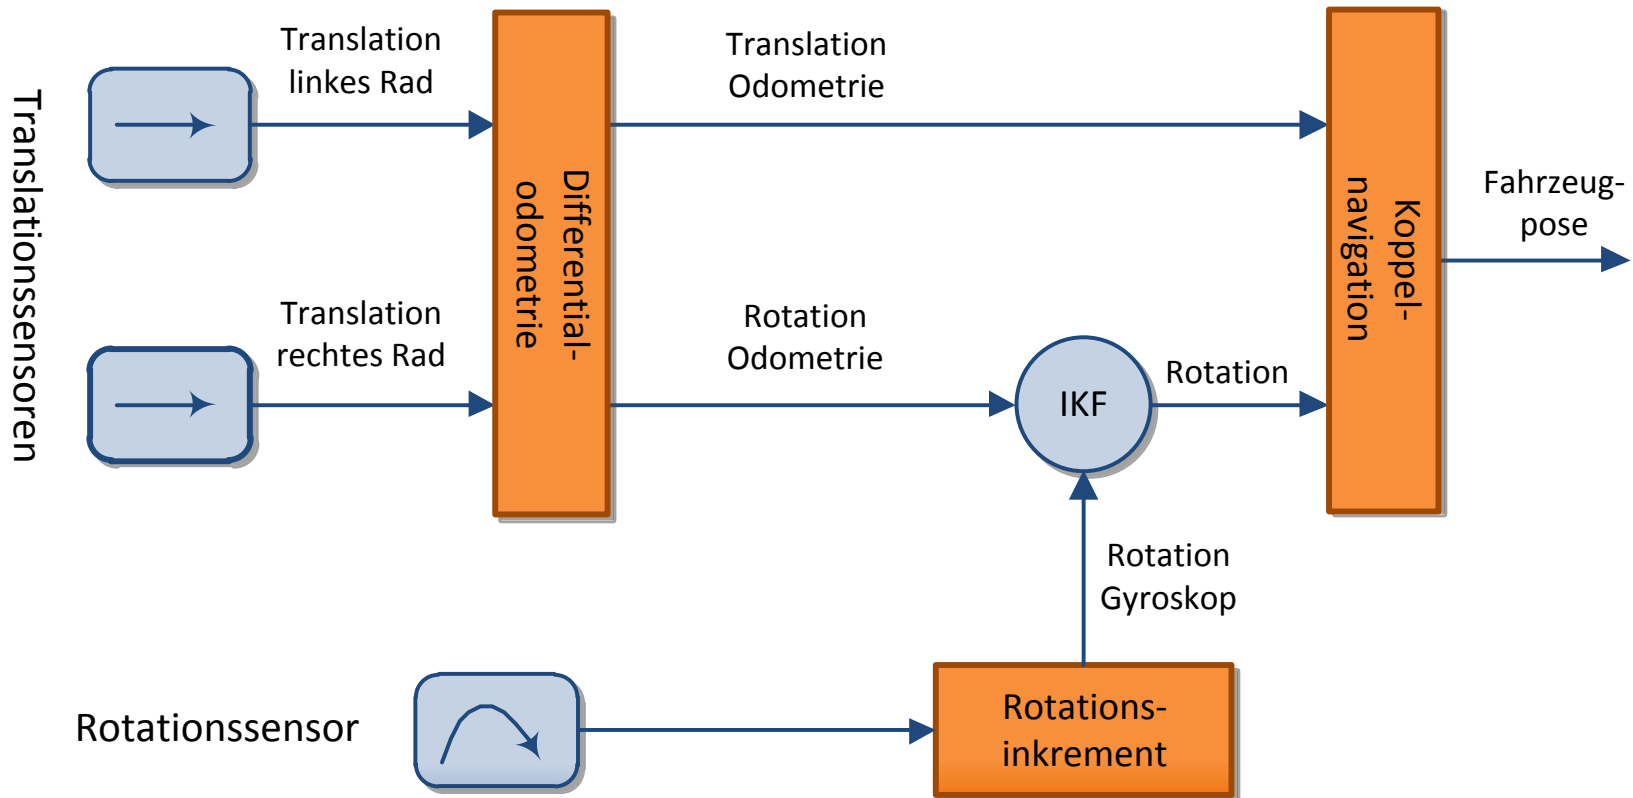 Translationssensoren
Translation
linkes Rad
Translation
rechtes Rad
Differential-
odometrie
Translation
Odometrie
Rotation
Odometrie
IKF
Rotation
Koppel-
navigation
Fahrzeug-
pose
Rotation
Gyroskop
Rotationssensor
Rotations-
inkrement